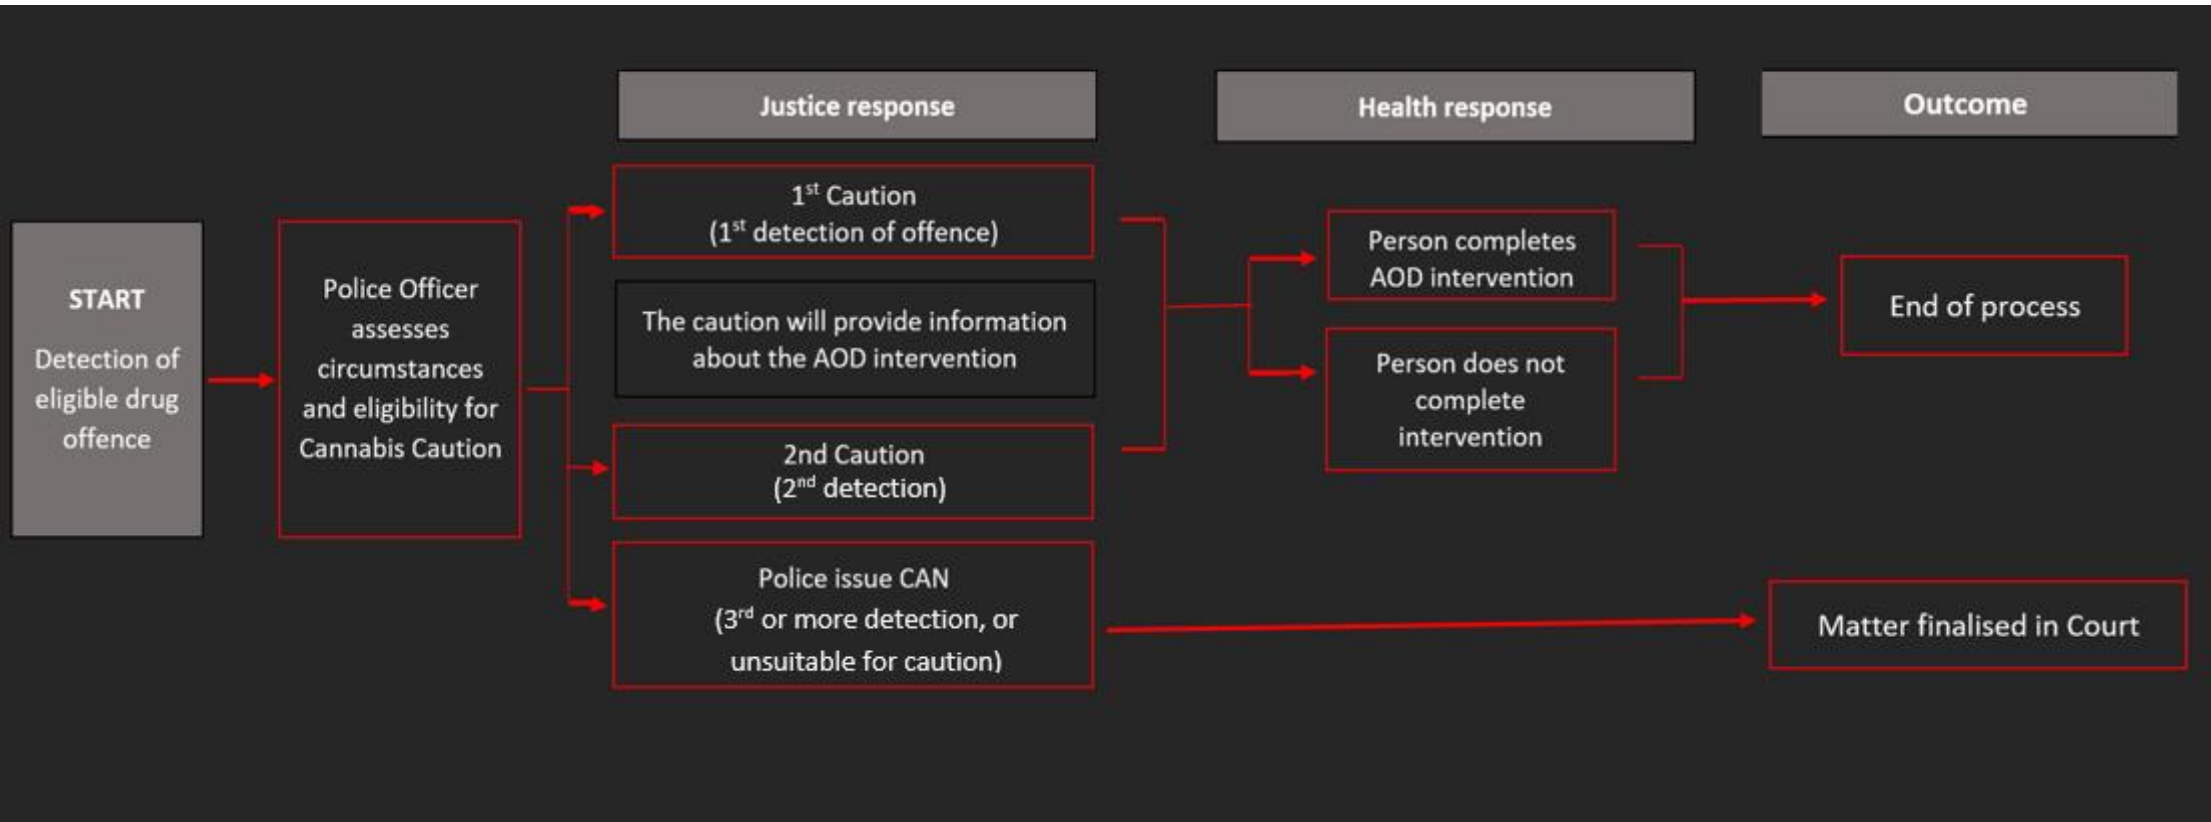 Justice response
Health response
Outcome
START
Detection of
eligible drug
offence
Police Officer
assesses
circumstances
and eligibility for
Cannabis Caution
1st Caution
(1st detection of offence)
The caution will provide information
about the AOD intervention
2nd Caution
(2nd detection)
Police issue CAN
(3rd or more detection, or
unsuitable for caution)
Person completes
AOD intervention
Person does not
complete
intervention
End of process
Matter finalised in Court